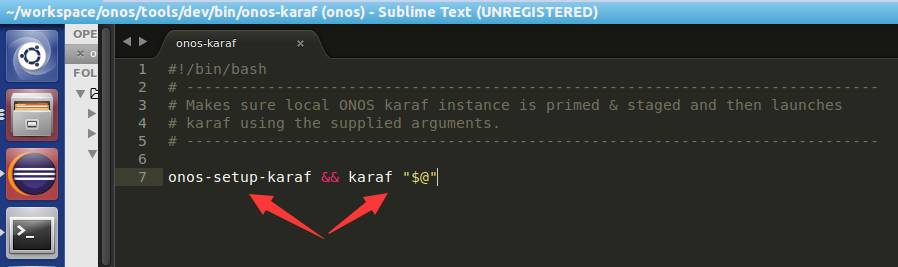 ~/workspace/onos/tools/dev/bin/onos-karaf (onos) - Sublime Text (UNREGISTERED)
OPE
o
FOL
onos-karaf
1 #!/bin/bash
2 # -----------------------------------------------------------------------------
3 # Makes sure local ONOS karaf instance is primed & staged and then launches
4 # karaf using the supplied arguments.
5 # -----------------------------------------------------------------------------
6
7 onos-setup-karaf && karaf "$@"